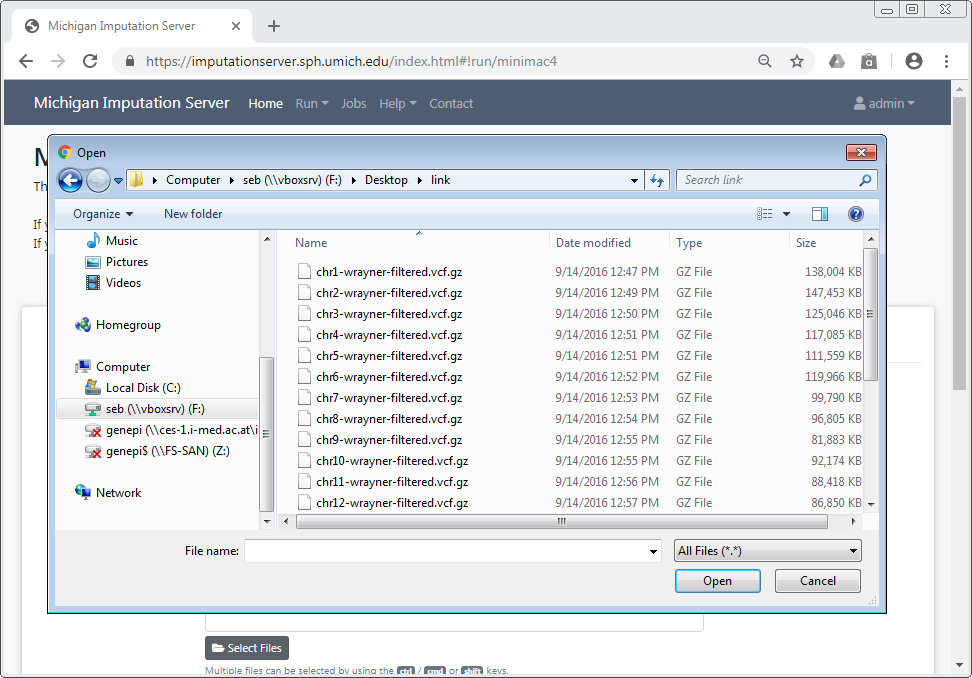 Michigan Imputation Server
https://imputationserver.sph.umich.edu/index.html#!run/minimac4
Michigan Imputation Server Home Run Jobs Help Contact admin
M
Th
If y
If y
Open
Computer seb (\\vboxsrv) (F:) Desktop link Search link
Organize New folder
Name Date modified Type Size
Music
Pictures
Videos
Homegroup
Computer
Local Disk (C:)
seb (\\vboxsrv) (F:)
genepi (\\ces-1.i-med.ac.at\i
genepi$ (\\FS-SAN) (Z:)
Network
chr1-wrayner-filtered.vcf.gz 9/14/2016 12:47 PM GZ File 138,004 KB
chr2-wrayner-filtered.vcf.gz 9/14/2016 12:49 PM GZ File 147,453 KB
chr3-wrayner-filtered.vcf.gz 9/14/2016 12:50 PM GZ File 125,046 KB
chr4-wrayner-filtered.vcf.gz 9/14/2016 12:51 PM GZ File 117,085 KB
chr5-wrayner-filtered.vcf.gz 9/14/2016 12:51 PM GZ File 111,559 KB
chr6-wrayner-filtered.vcf.gz 9/14/2016 12:52 PM GZ File 119,966 KB
chr7-wrayner-filtered.vcf.gz 9/14/2016 12:53 PM GZ File 99,790 KB
chr8-wrayner-filtered.vcf.gz 9/14/2016 12:54 PM GZ File 96,805 KB
chr9-wrayner-filtered.vcf.gz 9/14/2016 12:55 PM GZ File 81,883 KB
chr10-wrayner-filtered.vcf.gz 9/14/2016 12:55 PM GZ File 92,174 KB
chr11-wrayner-filtered.vcf.gz 9/14/2016 12:56 PM GZ File 88,418 KB
chr12-wrayner-filtered.vcf.gz 9/14/2016 12:57 PM GZ File 86,850 KB
File name: All Files (*.*)
Open Cancel
Select Files
Multiple files can be selected by using the ctrl / cmd or shift keys.